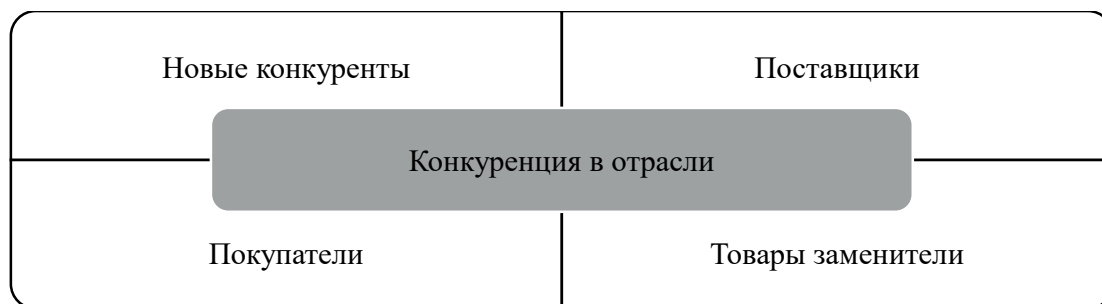 Новые конкуренты
Поставщики
Конкуренция в отрасли
Покупатели
Товары заменители